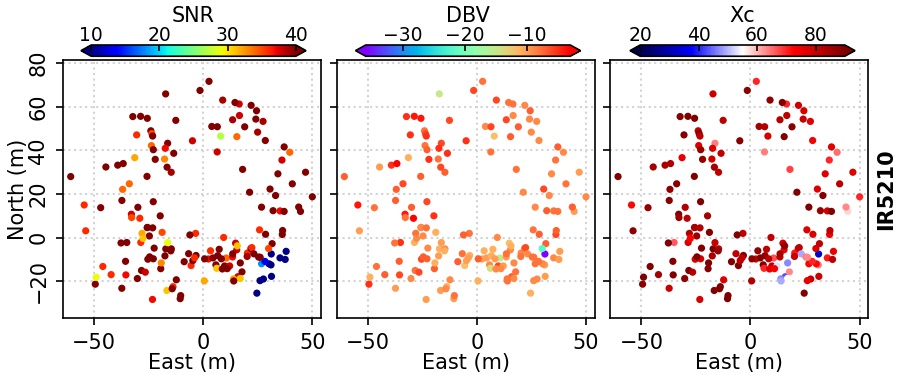 SNR DBV Xc
10 20 30 40 −30 −20 −10 20 40 60 80
80
60
40
20
0
−20
North (m)
IR5210
−50 0 50 −50 0 50 −50 0 50
East (m) East (m) East (m)